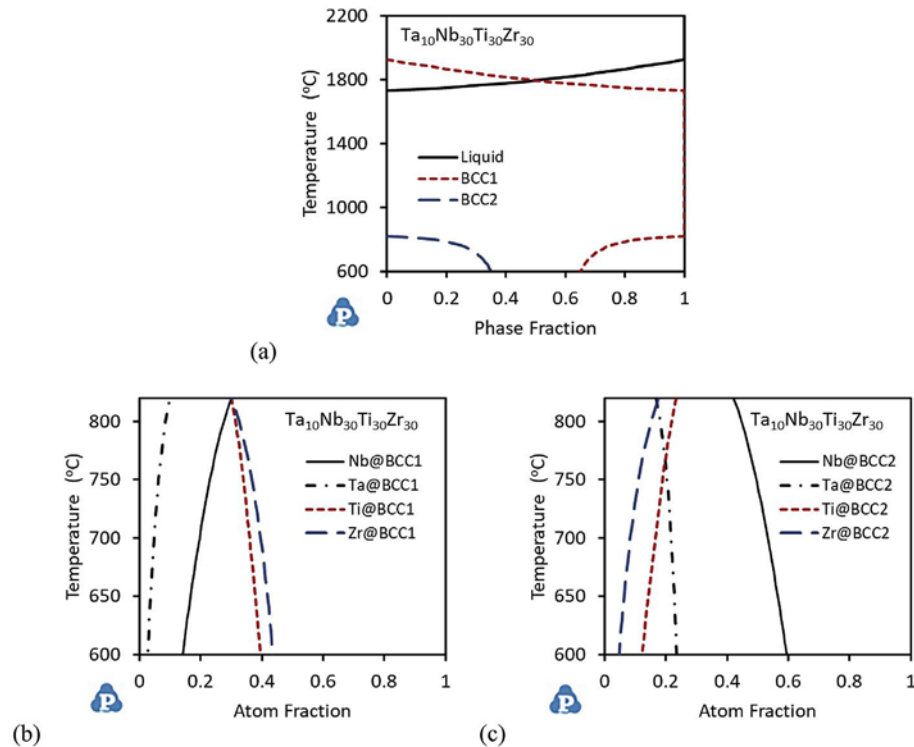 2200
Ta10Nb30Ti30Zr30
1800
Temperature (°C)
1400
Liquid
BCC1
1000
BCC2
600
0 0.2 0.4 0.6 0.8 1
P
Phase Fraction
(a)
800
Ta10Nb30Ti30Zr30
Nb@BCC1
750
Ta@BCC1
Ti@BCC1
700
Zr@BCC1
Temperature (°C)
650
600
0 0.2 0.4 0.6 0.8 1
P
Atom Fraction
(b)
800
Ta10Nb30Ti30Zr30
Nb@BCC2
750
Ta@BCC2
Ti@BCC2
700
Zr@BCC2
Temperature (°C)
650
600
0 0.2 0.4 0.6 0.8 1
P
Atom Fraction
(c)